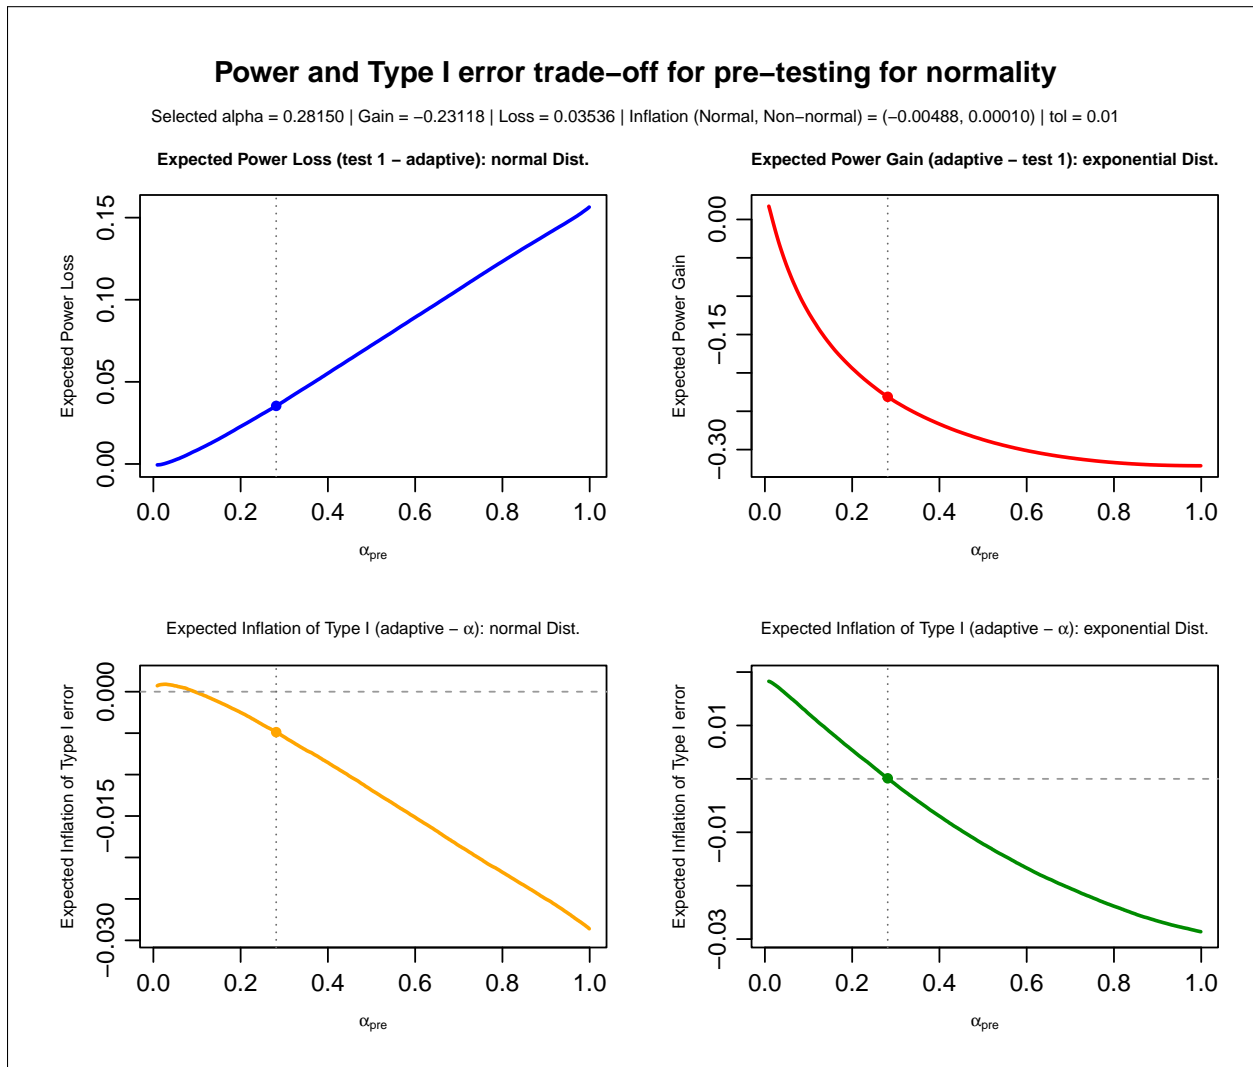 Power and Type I error trade−off for pre−testing for normality
Selected alpha = 0.28150 | Gain = −0.23118 | Loss = 0.03536 | Inflation (Normal, Non−normal) = (−0.00488, 0.00010) | tol = 0.01
Expected Power Loss (test 1 − adaptive): normal Dist.
Expected Power Loss
0.15
0.10
0.05
0.00
0.0 0.2 0.4 0.6 0.8 1.0
αpre
Expected Power Gain (adaptive − test 1): exponential Dist.
Expected Power Gain
0.00
−0.15
−0.30
0.0 0.2 0.4 0.6 0.8 1.0
αpre
Expected Inflation of Type I (adaptive − α): normal Dist.
Expected Inflation of Type I error
0.000
−0.015
−0.030
0.0 0.2 0.4 0.6 0.8 1.0
αpre
Expected Inflation of Type I (adaptive − α): exponential Dist.
Expected Inflation of Type I error
0.01
−0.01
−0.03
0.0 0.2 0.4 0.6 0.8 1.0
αpre